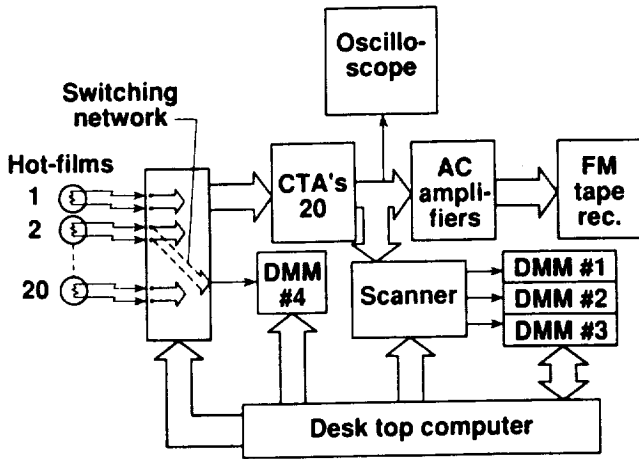 Oscillo-
scope
Switching
network
Hot-films
1
2
20
CTA's
20
AC
ampli-
fiers
FM
tape
rec.
DMM
#4
Scanner
DMM #1
DMM #2
DMM #3
Desk top computer